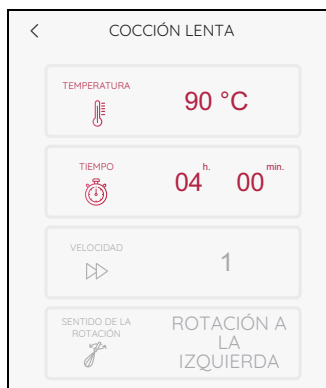 COCCIÓN LENTA
TEMPERATURA
90 °C
TIEMPO
04 h. 00 min.
VELOCIDAD
1
SENTIDO DE LA
ROTACIÓN
ROTACIÓN A
LA
IZQUIERDA